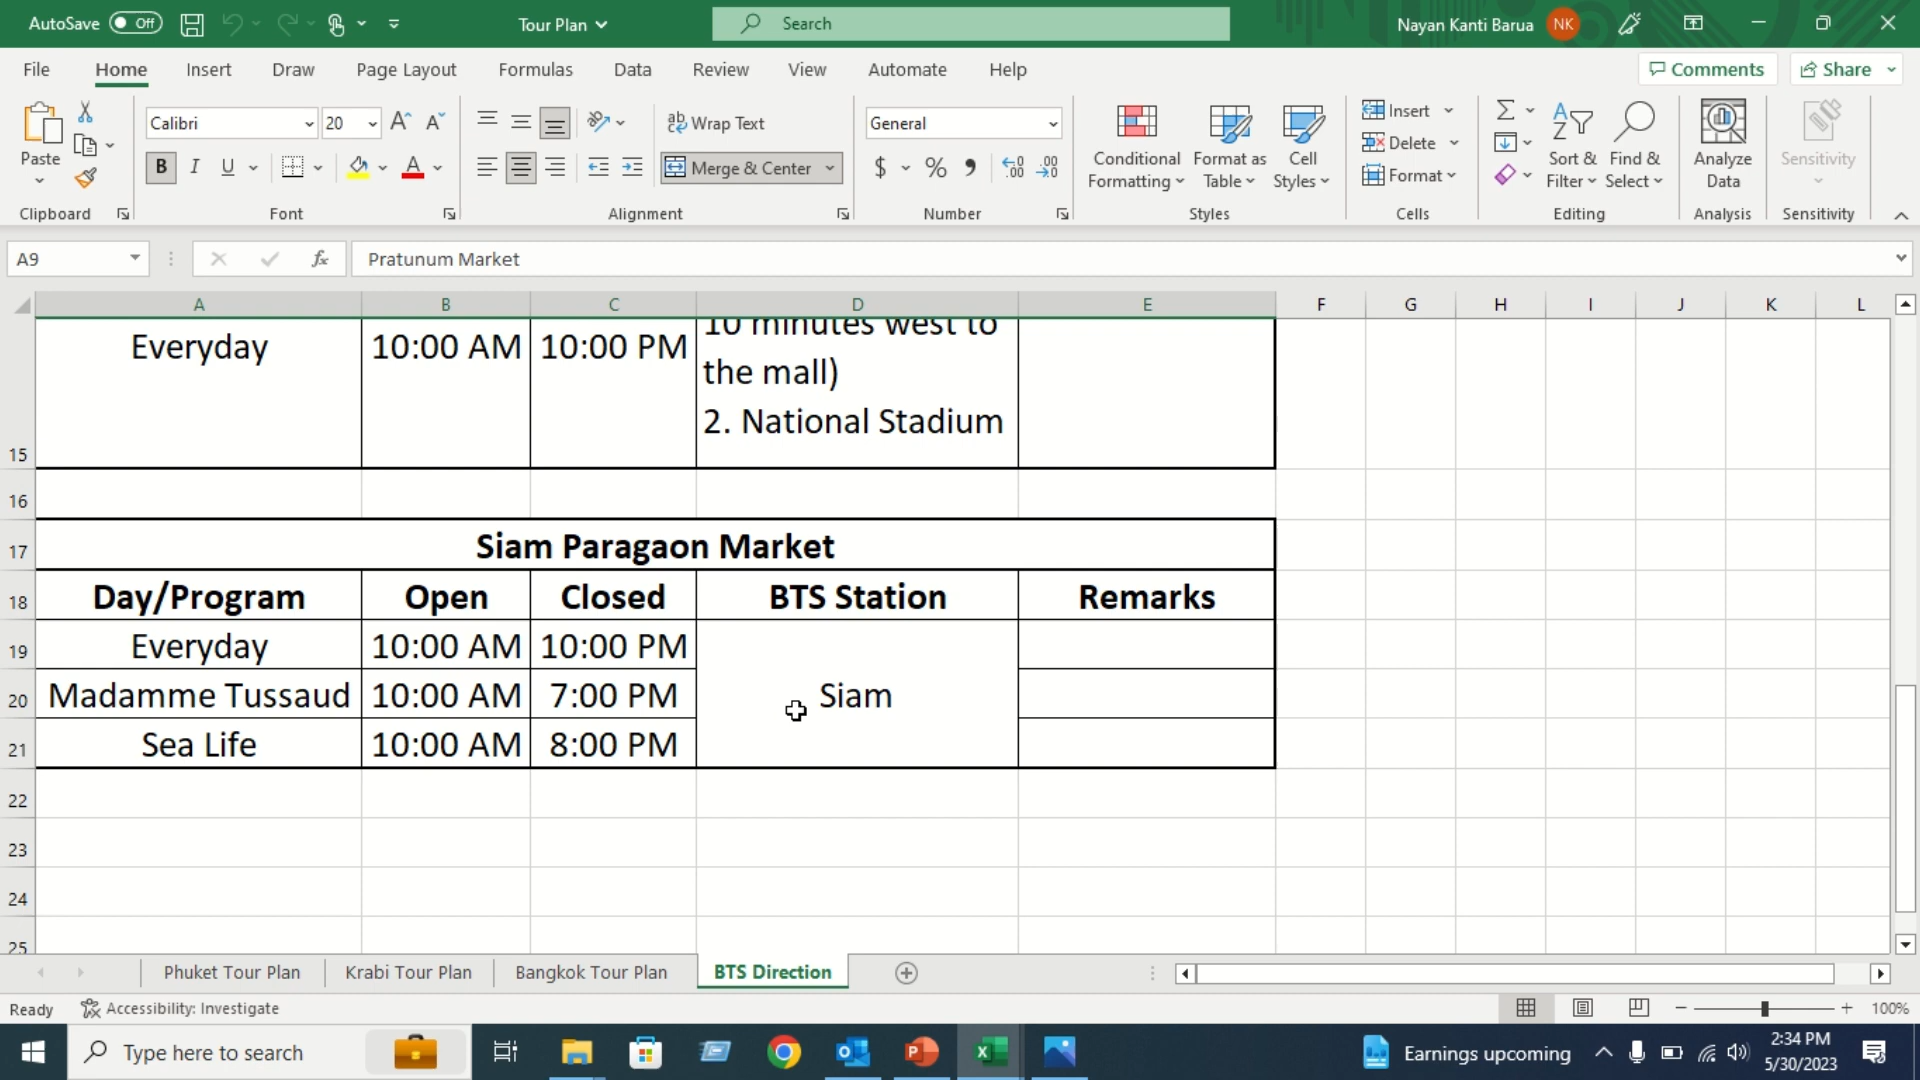 AutoSave Off Tour Plan Search Nayan Kanti Barua NK
File Home Insert Draw Page Layout Formulas Data Review View Automate Help Comments Share
Paste
Clipboard
Calibri 20
B I U A
Font
Wrap Text
Merge & Center
Alignment
General
$ % 9
Number
Conditional Formatting
Format as Table
Cell Styles
Styles
Insert
Delete
Format
Cells
Sort & Filter
Find & Select
Editing
Analyze Data
Analysis
Sensitivity
Sensitivity
A9 fx Pratunum Market
A B C D E F G H I J K L
10 minutes west to
Everyday 10:00 AM 10:00 PM
the mall)
2. National Stadium
15
16
17 Siam Paragaon Market
18 Day/Program Open Closed BTS Station Remarks
19 Everyday 10:00 AM 10:00 PM
20 Madamme Tussaud 10:00 AM 7:00 PM Siam
21 Sea Life 10:00 AM 8:00 PM
22
23
24
25
Phuket Tour Plan Krabi Tour Plan Bangkok Tour Plan BTS Direction
Ready Accessibility: Investigate 100%
Type here to search Earnings upcoming 2:34 PM
5/30/2023